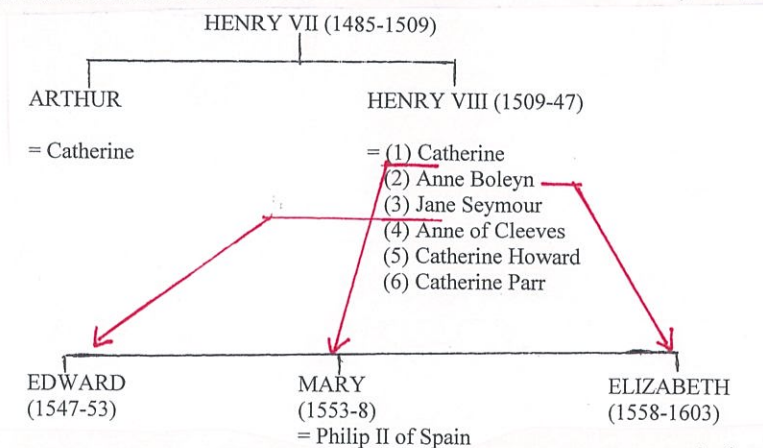 HENRY VII (1485-1509)
ARTHUR
HENRY VIII (1509-47)
= Catherine
= (1) Catherine
(2) Anne Boleyn
(3) Jane Seymour
(4) Anne of Cleeves
(5) Catherine Howard
(6) Catherine Parr
EDWARD
(1547-53)
MARY
(1553-8)
= Philip II of Spain
ELIZABETH
(1558-1603)